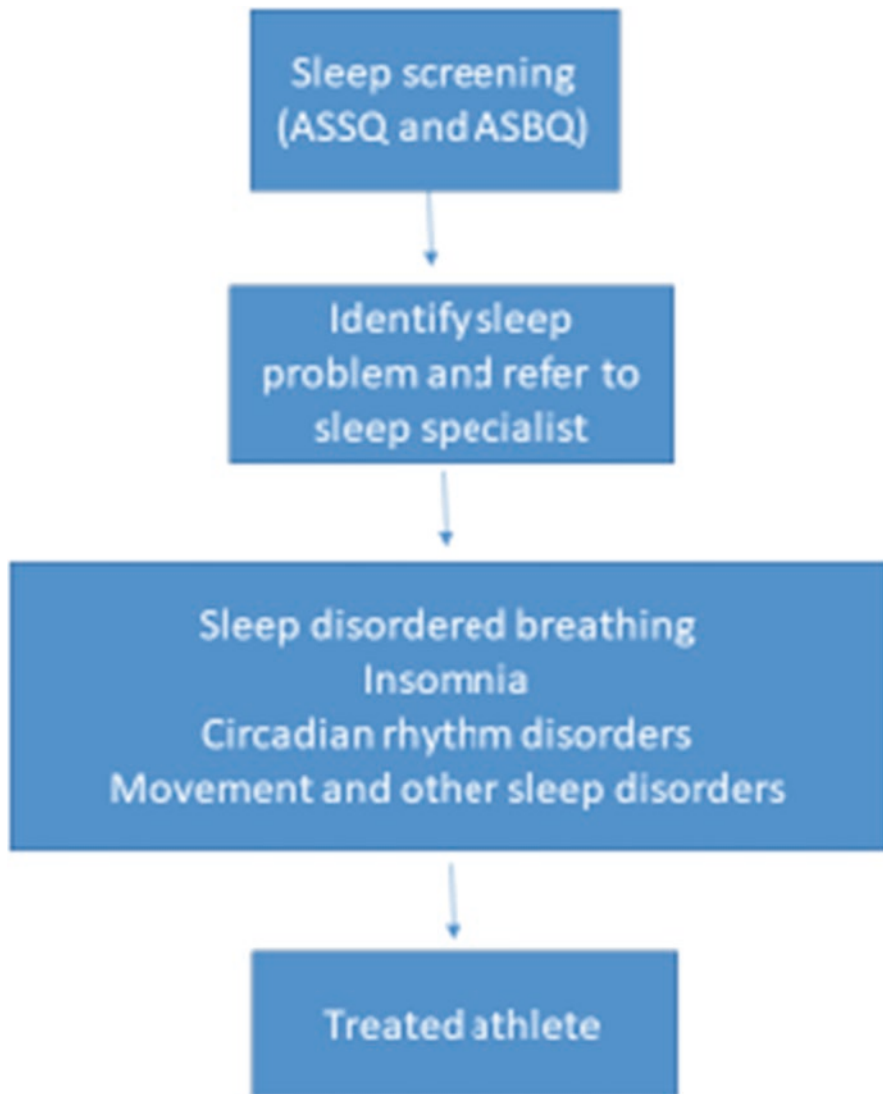 Sleep screening
(ASSQ and ASBQ)
Identify sleep
problem and refer to
sleep specialist
Sleep disordered breathing
Insomnia
Circadian rhythm disorders
Movement and other sleep disorders
Treated athlete